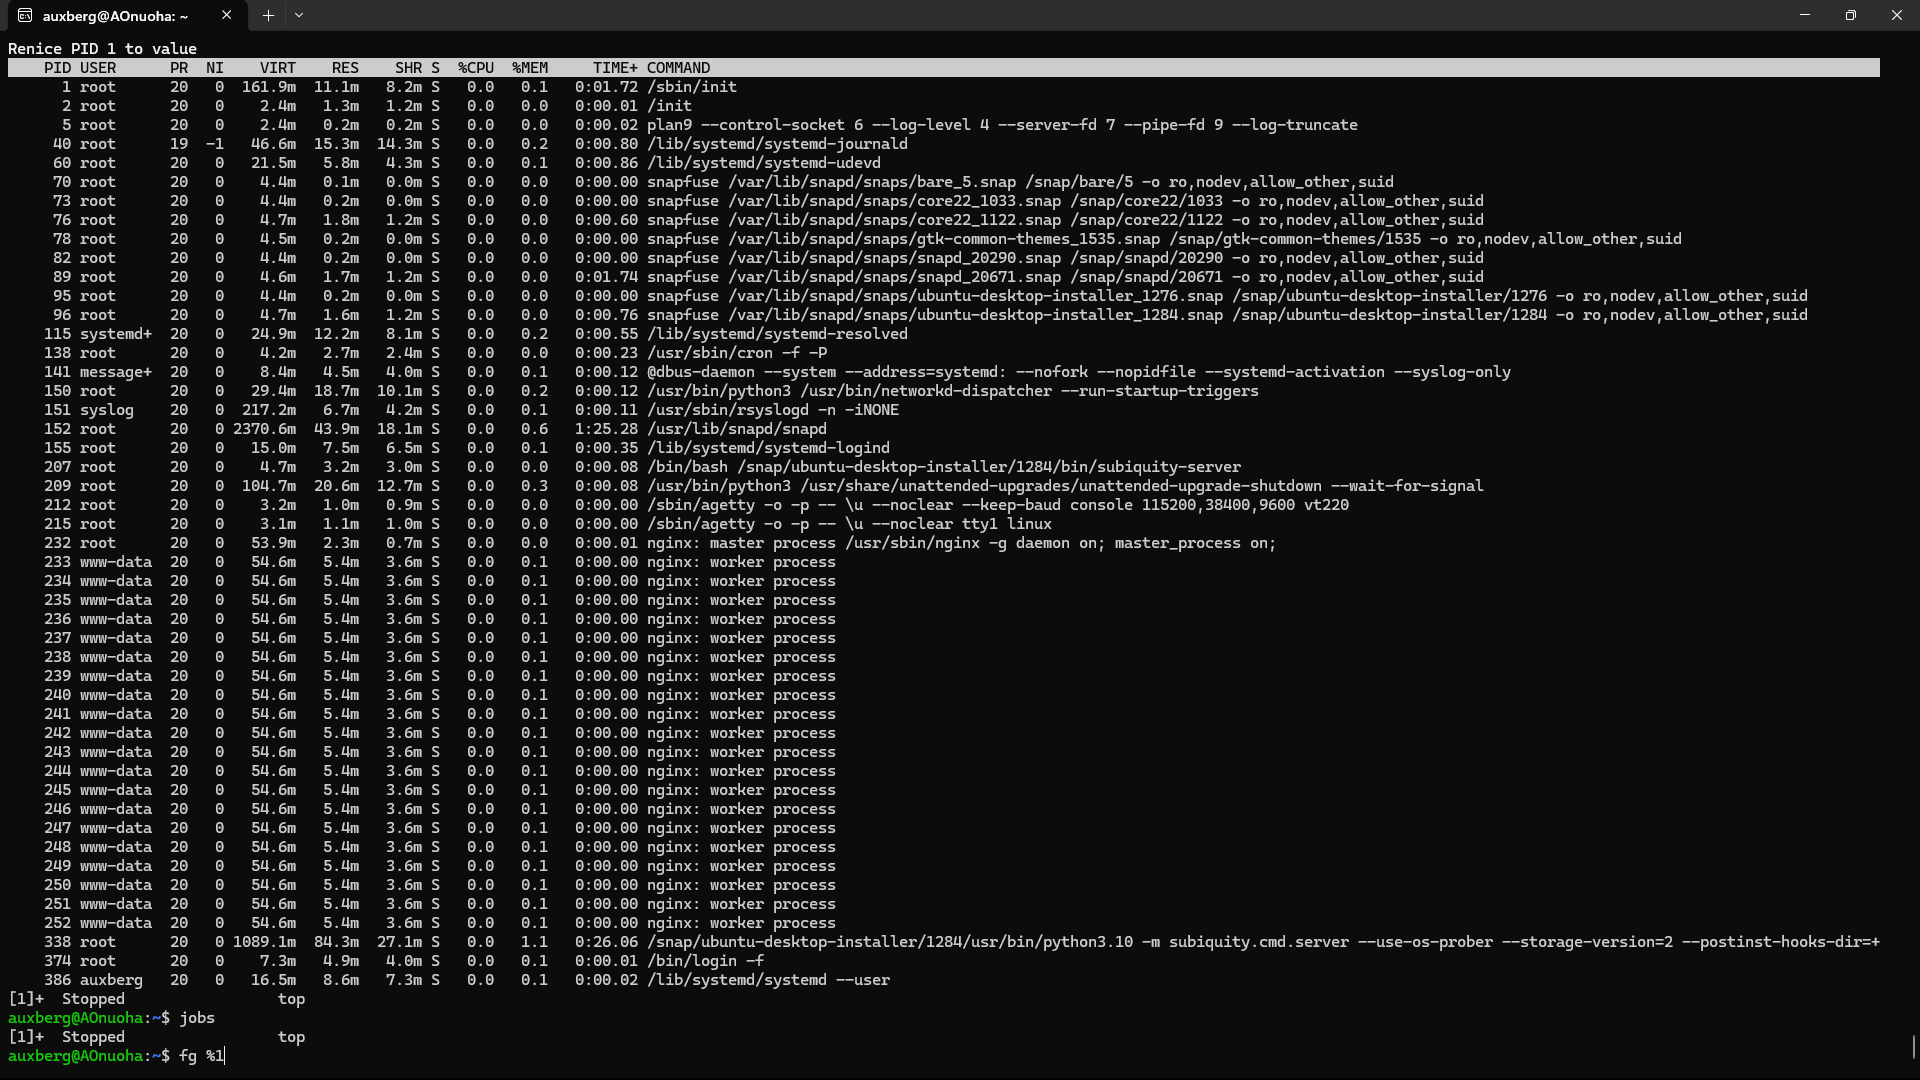 auxberg@AOnuoha: ~
Renice PID 1 to value
    PID USER      PR  NI    VIRT    RES    SHR S  %CPU  %MEM     TIME+ COMMAND
      1 root      20   0  161.9m  11.1m   8.2m S   0.0   0.1   0:01.72 /sbin/init
      2 root      20   0    2.4m   1.3m   1.2m S   0.0   0.0   0:00.01 /init
      5 root      20   0    2.4m   0.2m   0.2m S   0.0   0.0   0:00.02 plan9 --control-socket 6 --log-level 4 --server-fd 7 --pipe-fd 9 --log-truncate
     40 root      19  -1   46.6m  15.3m  14.3m S   0.0   0.2   0:00.80 /lib/systemd/systemd-journald
     60 root      20   0   21.5m   5.8m   4.3m S   0.0   0.1   0:00.86 /lib/systemd/systemd-udevd
     70 root      20   0    4.4m   0.1m   0.0m S   0.0   0.0   0:00.00 snapfuse /var/lib/snapd/snaps/bare_5.snap /snap/bare/5 -o ro,nodev,allow_other,suid
     73 root      20   0    4.4m   0.2m   0.0m S   0.0   0.0   0:00.00 snapfuse /var/lib/snapd/snaps/core22_1033.snap /snap/core22/1033 -o ro,nodev,allow_other,suid
     76 root      20   0    4.7m   1.8m   1.2m S   0.0   0.0   0:00.60 snapfuse /var/lib/snapd/snaps/core22_1122.snap /snap/core22/1122 -o ro,nodev,allow_other,suid
     78 root      20   0    4.5m   0.2m   0.0m S   0.0   0.0   0:00.00 snapfuse /var/lib/snapd/snaps/gtk-common-themes_1535.snap /snap/gtk-common-themes/1535 -o ro,nodev,allow_other,suid
     82 root      20   0    4.4m   0.2m   0.0m S   0.0   0.0   0:00.00 snapfuse /var/lib/snapd/snaps/snapd_20290.snap /snap/snapd/20290 -o ro,nodev,allow_other,suid
     89 root      20   0    4.6m   1.7m   1.2m S   0.0   0.0   0:01.74 snapfuse /var/lib/snapd/snaps/snapd_20671.snap /snap/snapd/20671 -o ro,nodev,allow_other,suid
     95 root      20   0    4.4m   0.2m   0.0m S   0.0   0.0   0:00.00 snapfuse /var/lib/snapd/snaps/ubuntu-desktop-installer_1276.snap /snap/ubuntu-desktop-installer/1276 -o ro,nodev,allow_other,suid
     96 root      20   0    4.7m   1.6m   1.2m S   0.0   0.0   0:00.76 snapfuse /var/lib/snapd/snaps/ubuntu-desktop-installer_1284.snap /snap/ubuntu-desktop-installer/1284 -o ro,nodev,allow_other,suid
    115 systemd+  20   0   24.9m  12.2m   8.1m S   0.0   0.2   0:00.55 /lib/systemd/systemd-resolved
    138 root      20   0    4.2m   2.7m   2.4m S   0.0   0.0   0:00.23 /usr/sbin/cron -f -P
    141 message+  20   0    8.4m   4.5m   4.0m S   0.0   0.1   0:00.12 @dbus-daemon --system --address=systemd: --nofork --nopidfile --systemd-activation --syslog-only
    150 root      20   0   29.4m  18.7m  10.1m S   0.0   0.2   0:00.12 /usr/bin/python3 /usr/bin/networkd-dispatcher --run-startup-triggers
    151 syslog    20   0  217.2m   6.7m   4.2m S   0.0   0.1   0:00.11 /usr/sbin/rsyslogd -n -iNONE
    152 root      20   0 2370.6m  43.9m  18.1m S   0.0   0.6   1:25.28 /usr/lib/snapd/snapd
    155 root      20   0   15.0m   7.5m   6.5m S   0.0   0.1   0:00.35 /lib/systemd/systemd-logind
    207 root      20   0    4.7m   3.2m   3.0m S   0.0   0.0   0:00.08 /bin/bash /snap/ubuntu-desktop-installer/1284/bin/subiquity-server
    209 root      20   0  104.7m  20.6m  12.7m S   0.0   0.3   0:00.08 /usr/bin/python3 /usr/share/unattended-upgrades/unattended-upgrade-shutdown --wait-for-signal
    212 root      20   0    3.2m   1.0m   0.9m S   0.0   0.0   0:00.00 /sbin/agetty -o -p -- \u --noclear --keep-baud console 115200,38400,9600 vt220
    215 root      20   0    3.1m   1.1m   1.0m S   0.0   0.0   0:00.00 /sbin/agetty -o -p -- \u --noclear tty1 linux
    232 root      20   0   53.9m   2.3m   0.7m S   0.0   0.0   0:00.01 nginx: master process /usr/sbin/nginx -g daemon on; master_process on;
    233 www-data  20   0   54.6m   5.4m   3.6m S   0.0   0.1   0:00.00 nginx: worker process
    234 www-data  20   0   54.6m   5.4m   3.6m S   0.0   0.1   0:00.00 nginx: worker process
    235 www-data  20   0   54.6m   5.4m   3.6m S   0.0   0.1   0:00.00 nginx: worker process
    236 www-data  20   0   54.6m   5.4m   3.6m S   0.0   0.1   0:00.00 nginx: worker process
    237 www-data  20   0   54.6m   5.4m   3.6m S   0.0   0.1   0:00.00 nginx: worker process
    238 www-data  20   0   54.6m   5.4m   3.6m S   0.0   0.1   0:00.00 nginx: worker process
    239 www-data  20   0   54.6m   5.4m   3.6m S   0.0   0.1   0:00.00 nginx: worker process
    240 www-data  20   0   54.6m   5.4m   3.6m S   0.0   0.1   0:00.00 nginx: worker process
    241 www-data  20   0   54.6m   5.4m   3.6m S   0.0   0.1   0:00.00 nginx: worker process
    242 www-data  20   0   54.6m   5.4m   3.6m S   0.0   0.1   0:00.00 nginx: worker process
    243 www-data  20   0   54.6m   5.4m   3.6m S   0.0   0.1   0:00.00 nginx: worker process
    244 www-data  20   0   54.6m   5.4m   3.6m S   0.0   0.1   0:00.00 nginx: worker process
    245 www-data  20   0   54.6m   5.4m   3.6m S   0.0   0.1   0:00.00 nginx: worker process
    246 www-data  20   0   54.6m   5.4m   3.6m S   0.0   0.1   0:00.00 nginx: worker process
    247 www-data  20   0   54.6m   5.4m   3.6m S   0.0   0.1   0:00.00 nginx: worker process
    248 www-data  20   0   54.6m   5.4m   3.6m S   0.0   0.1   0:00.00 nginx: worker process
    249 www-data  20   0   54.6m   5.4m   3.6m S   0.0   0.1   0:00.00 nginx: worker process
    250 www-data  20   0   54.6m   5.4m   3.6m S   0.0   0.1   0:00.00 nginx: worker process
    251 www-data  20   0   54.6m   5.4m   3.6m S   0.0   0.1   0:00.00 nginx: worker process
    252 www-data  20   0   54.6m   5.4m   3.6m S   0.0   0.1   0:00.00 nginx: worker process
    338 root      20   0 1089.1m  84.3m  27.1m S   0.0   1.1   0:26.06 /snap/ubuntu-desktop-installer/1284/usr/bin/python3.10 -m subiquity.cmd.server --use-os-prober --storage-version=2 --postinst-hooks-dir=+
    374 root      20   0    7.3m   4.9m   4.0m S   0.0   0.1   0:00.01 /bin/login -f
    386 auxberg   20   0   16.5m   8.6m   7.3m S   0.0   0.1   0:00.02 /lib/systemd/systemd --user
[1]+  Stopped                 top
auxberg@AOnuoha:~$ jobs
[1]+  Stopped                 top
auxberg@AOnuoha:~$ fg %1